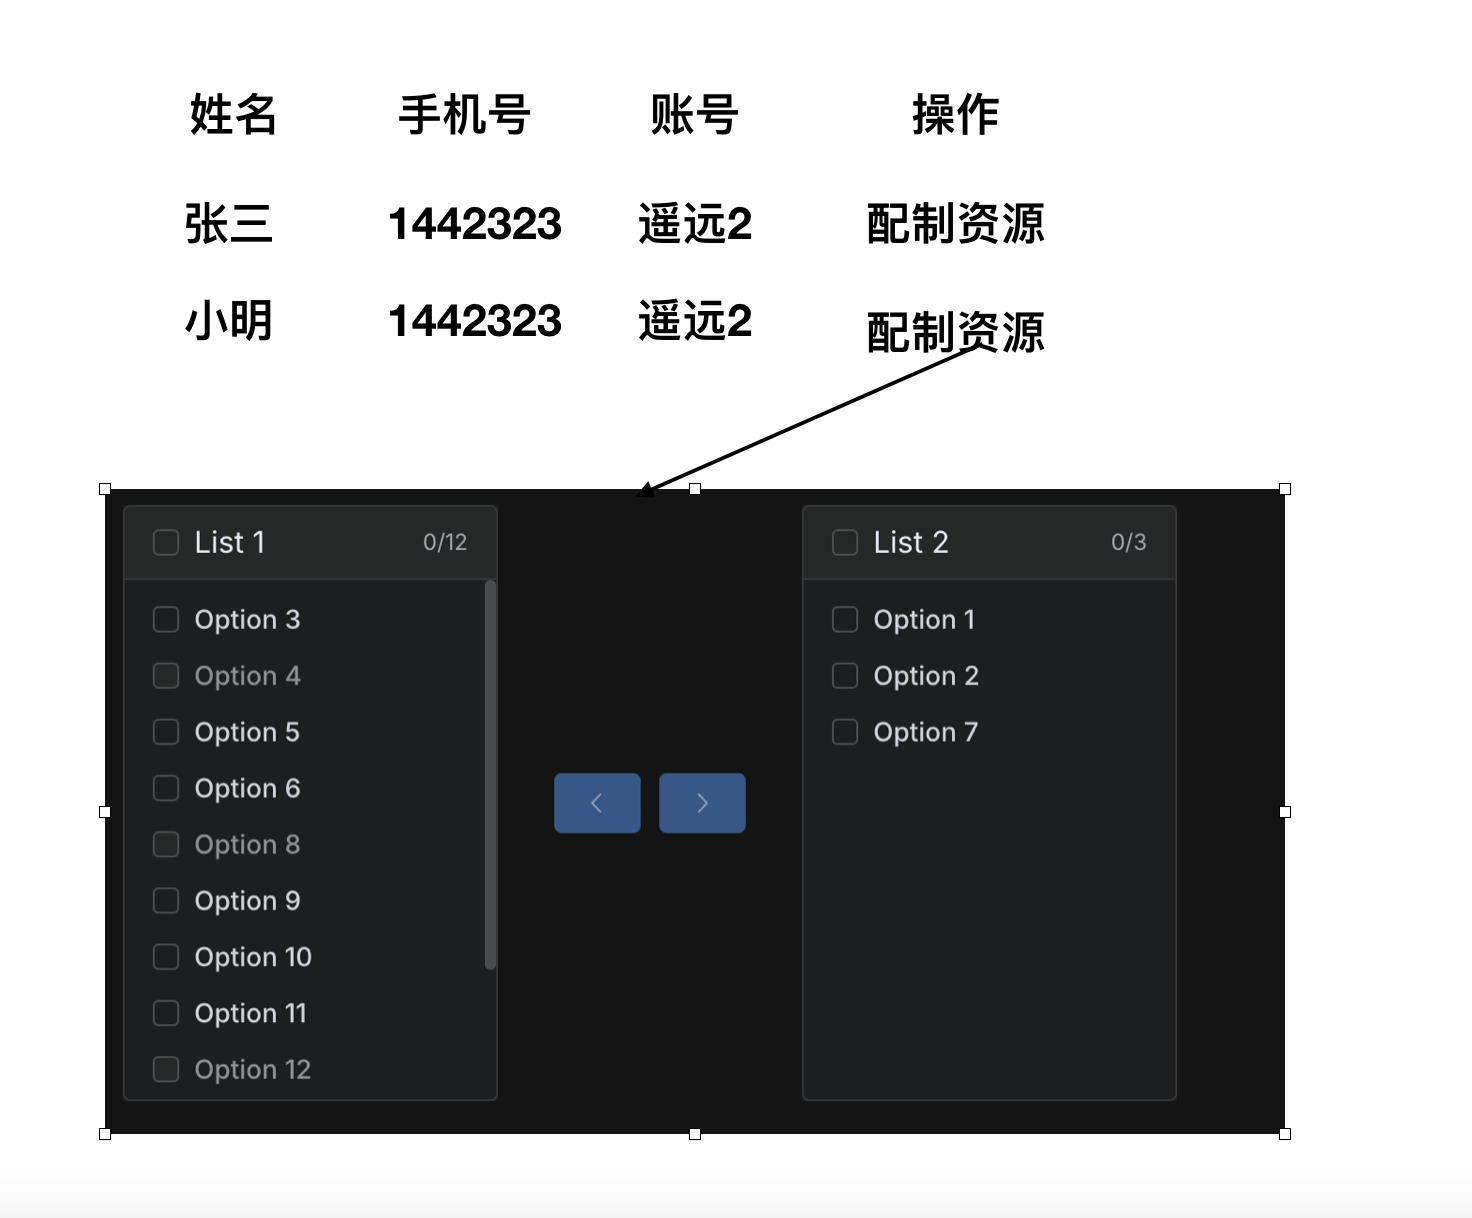 姓名 手机号 账号 操作
张三 1442323 遥远2 配制资源
小明 1442323 遥远2 配制资源
List 1 0/12
Option 3
Option 4
Option 5
Option 6
Option 8
Option 9
Option 10
Option 11
Option 12
List 2 0/3
Option 1
Option 2
Option 7